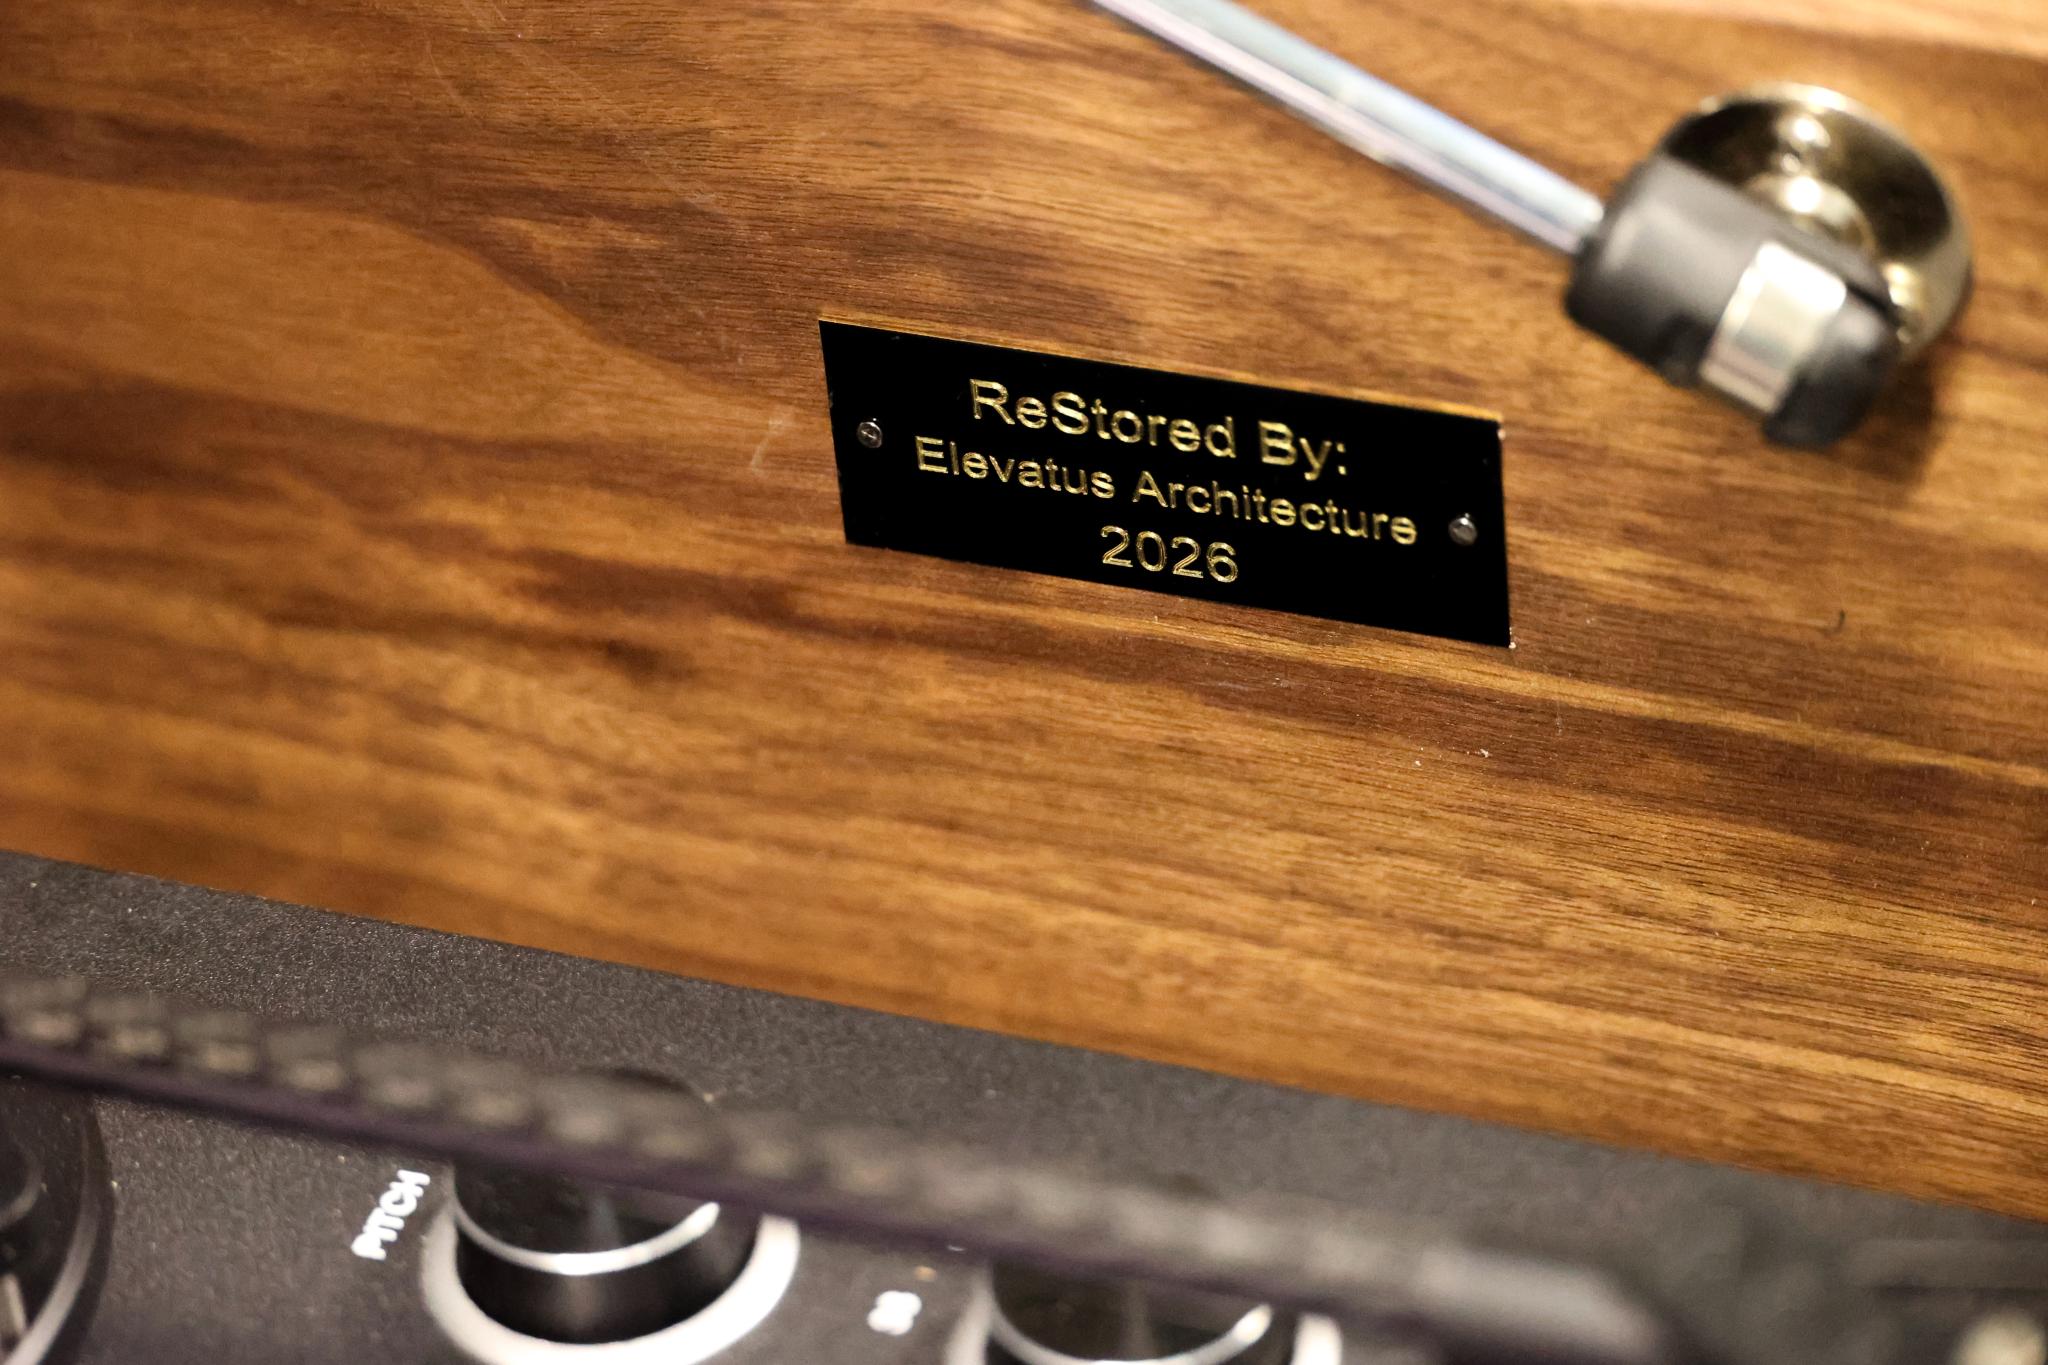 ReStored By:
Elevatus Architecture
2026
PITCH